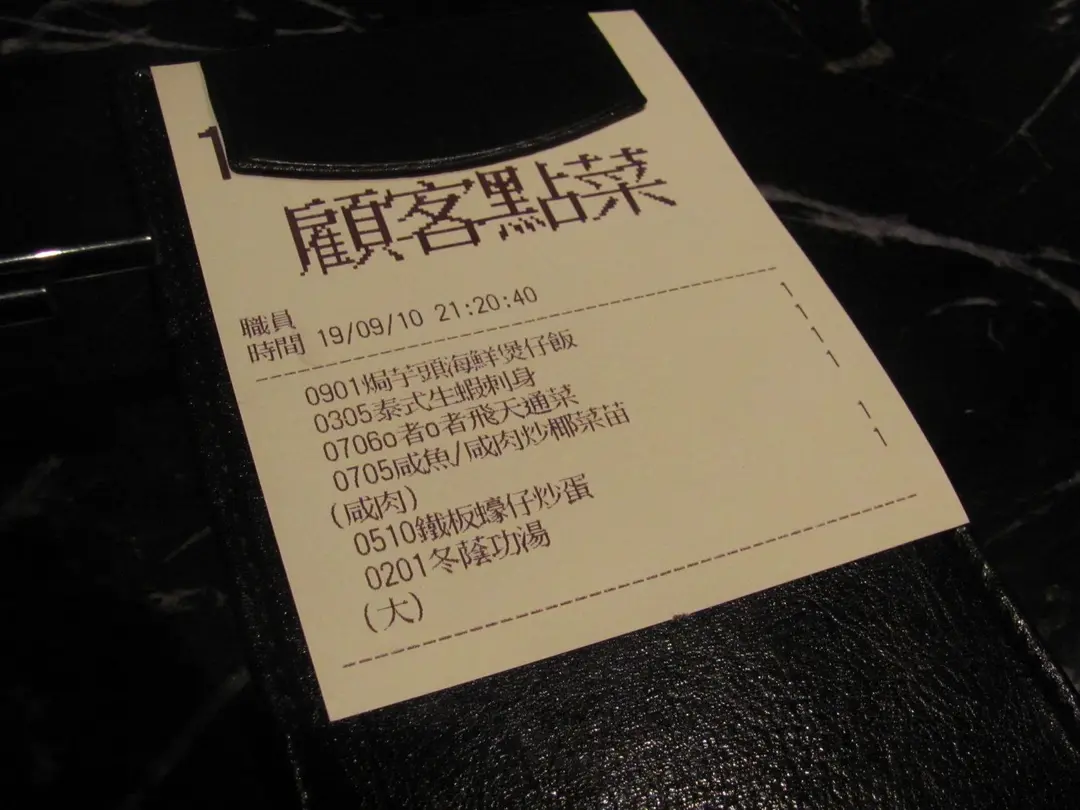 1
顧客點菜
職員
時間 19/09/10 21:20:40
0901焗芋頭海鮮煲仔飯 1
0305泰式生蝦刺身 1
0706o者o者飛天通菜 1
0705咸魚/咸肉炒椰菜苗 1
(咸肉)
0510鐵板蠔仔炒蛋 1
0201冬蔭功湯 1
(大)